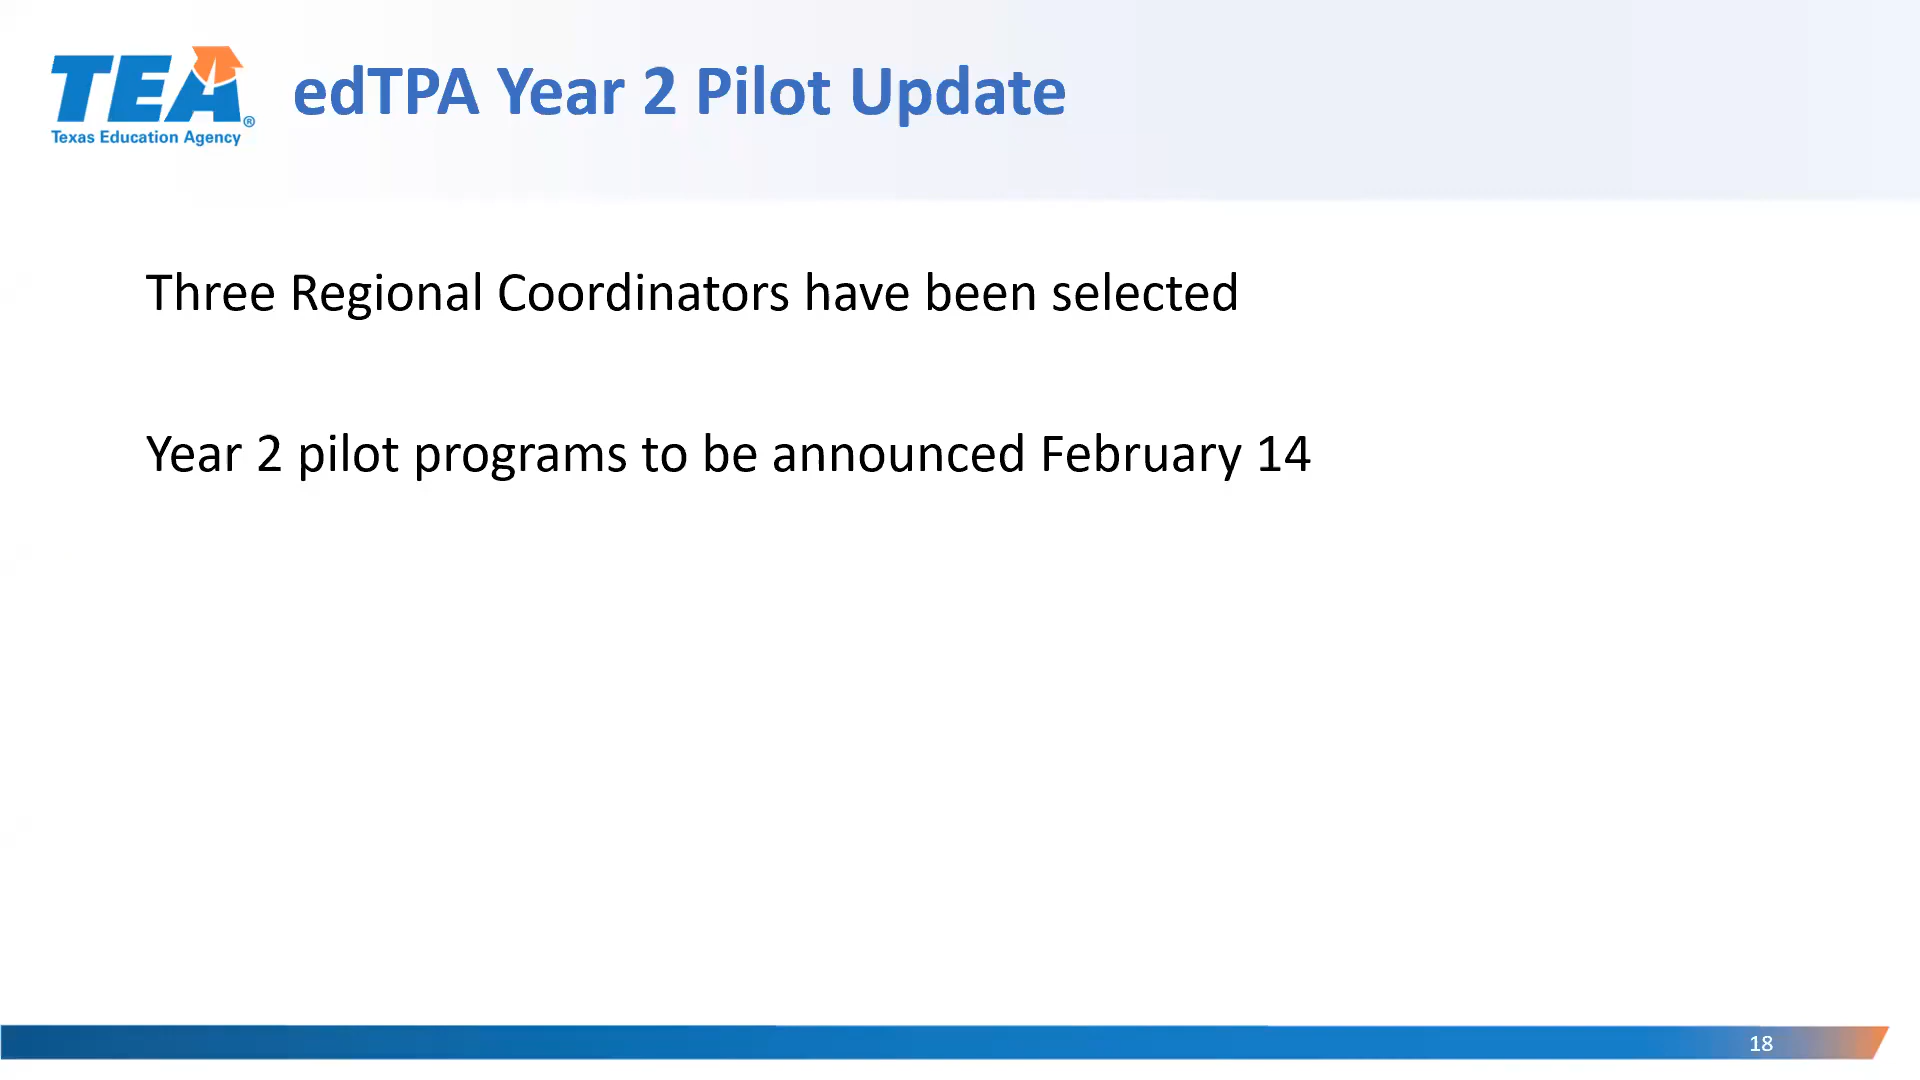 TEA®
Texas Education Agency
edTPA Year 2 Pilot Update
Three Regional Coordinators have been selected
Year 2 pilot programs to be announced February 14
18